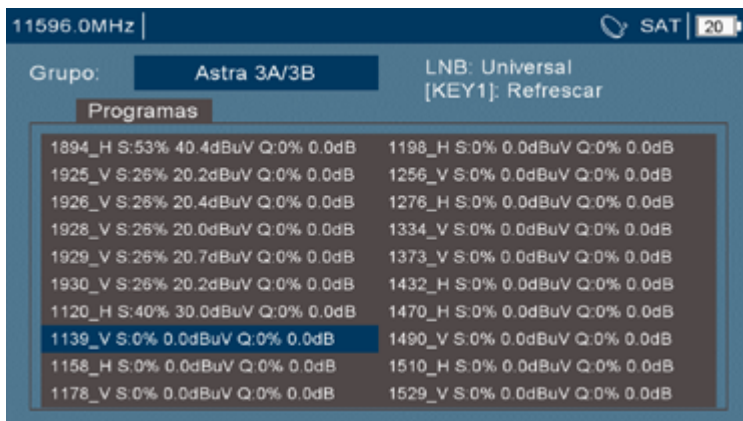 11596.0MHz SAT 20
Grupo: Astra 3A/3B LNB: Universal
[KEY1]: Refrescar
Programas
1894_H S:53% 40.4dBuV Q:0% 0.0dB
1925_V S:26% 20.2dBuV Q:0% 0.0dB
1926_V S:26% 20.4dBuV Q:0% 0.0dB
1928_V S:26% 20.0dBuV Q:0% 0.0dB
1929_V S:26% 20.7dBuV Q:0% 0.0dB
1930_V S:26% 20.2dBuV Q:0% 0.0dB
1120_H S:40% 30.0dBuV Q:0% 0.0dB
1139_V S:0% 0.0dBuV Q:0% 0.0dB
1158_H S:0% 0.0dBuV Q:0% 0.0dB
1178_V S:0% 0.0dBuV Q:0% 0.0dB
1198_H S:0% 0.0dBuV Q:0% 0.0dB
1256_V S:0% 0.0dBuV Q:0% 0.0dB
1276_H S:0% 0.0dBuV Q:0% 0.0dB
1334_V S:0% 0.0dBuV Q:0% 0.0dB
1373_V S:0% 0.0dBuV Q:0% 0.0dB
1432_H S:0% 0.0dBuV Q:0% 0.0dB
1470_H S:0% 0.0dBuV Q:0% 0.0dB
1490_V S:0% 0.0dBuV Q:0% 0.0dB
1510_H S:0% 0.0dBuV Q:0% 0.0dB
1529_V S:0% 0.0dBuV Q:0% 0.0dB